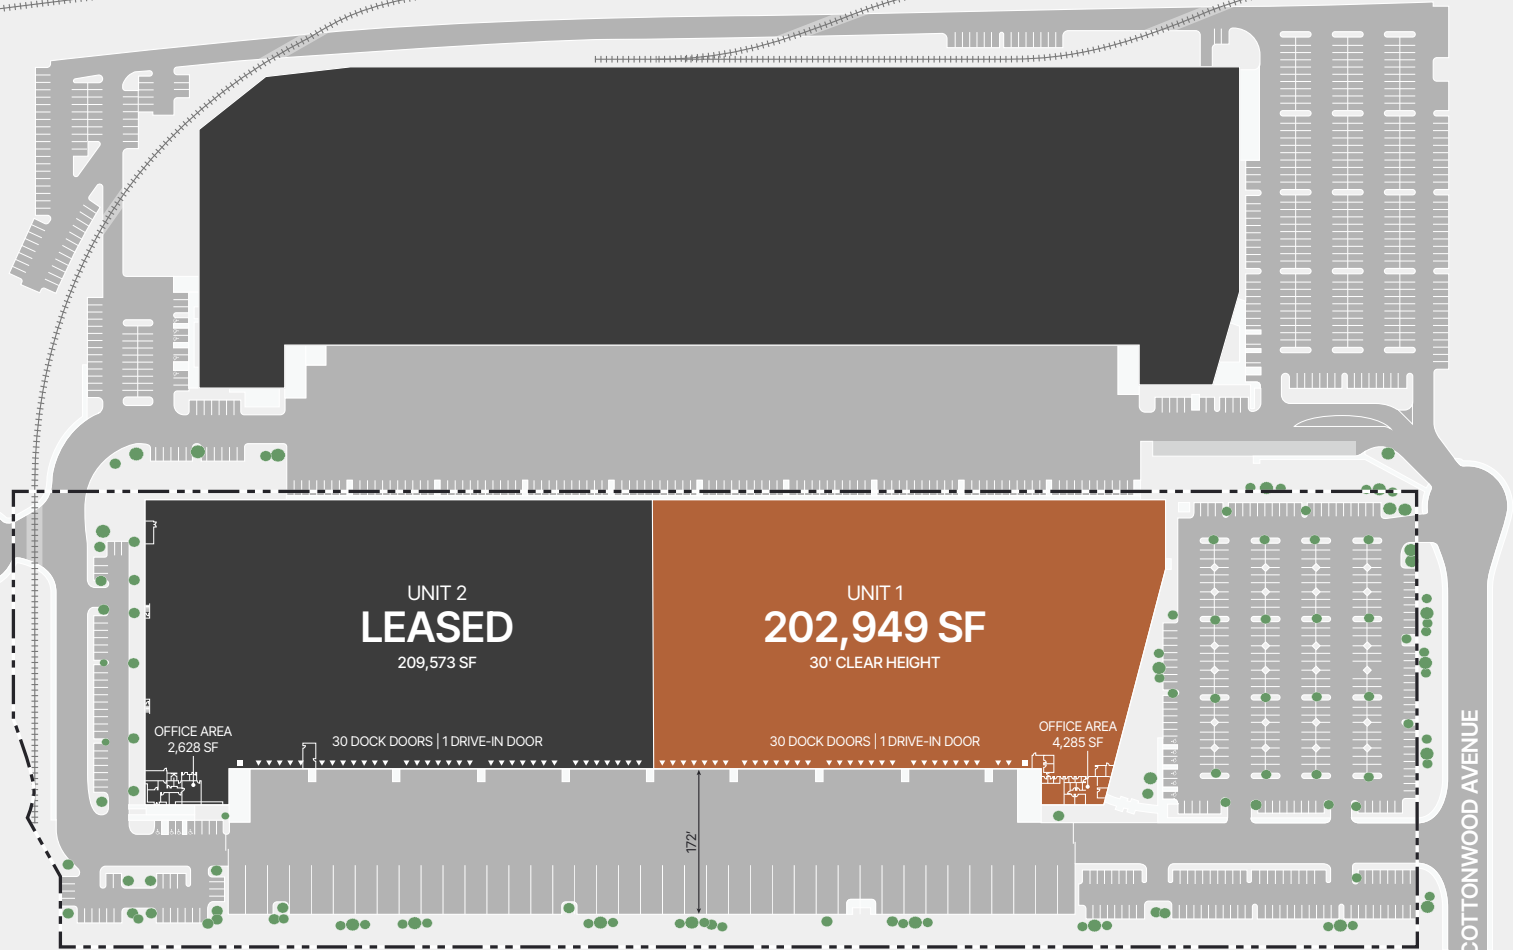 UNIT 2
LEASED
209,573 SF
UNIT 1
202,949 SF
30' CLEAR HEIGHT
OFFICE AREA
2,628 SF
30 DOCK DOORS | 1 DRIVE-IN DOOR
30 DOCK DOORS | 1 DRIVE-IN DOOR
OFFICE AREA
4,285 SF
172'
COTTONWOOD AVENUE